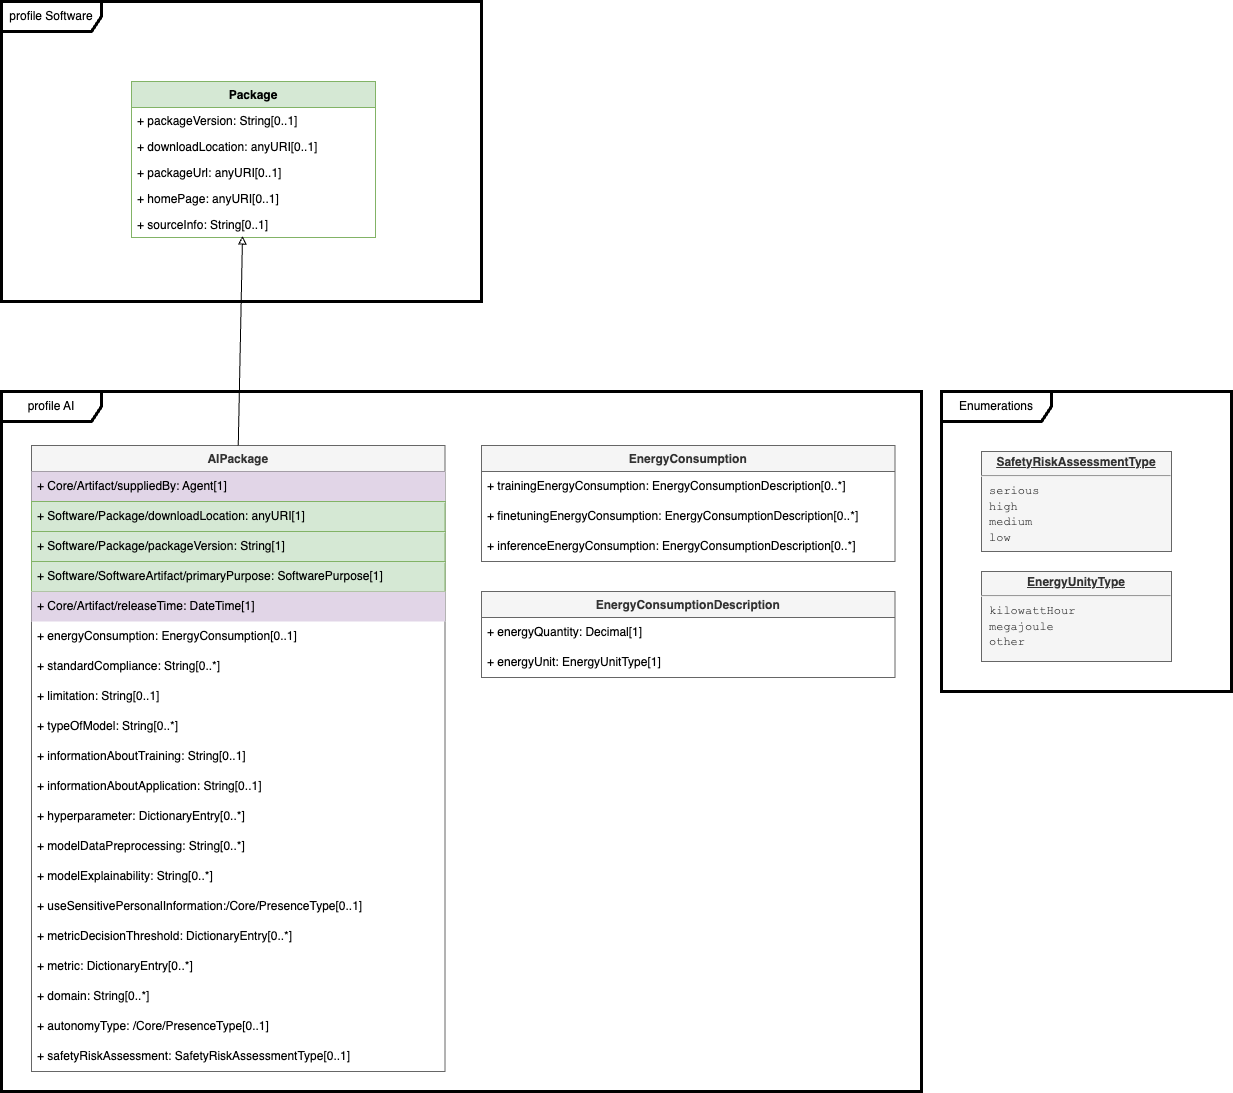 profile Software
Package
+ packageVersion: String[0..1]
+ downloadLocation: anyURI[0..1]
+ packageUrl: anyURI[0..1]
+ homePage: anyURI[0..1]
+ sourceInfo: String[0..1]
profile AI
AIPackage
+ Core/Artifact/suppliedBy: Agent[1]
+ Software/Package/downloadLocation: anyURI[1]
+ Software/Package/packageVersion: String[1]
+ Software/SoftwareArtifact/primaryPurpose: SoftwarePurpose[1]
+ Core/Artifact/releaseTime: DateTime[1]
+ energyConsumption: EnergyConsumption[0..1]
+ standardCompliance: String[0..*]
+ limitation: String[0..1]
+ typeOfModel: String[0..*]
+ informationAboutTraining: String[0..1]
+ informationAboutApplication: String[0..1]
+ hyperparameter: DictionaryEntry[0..*]
+ modelDataPreprocessing: String[0..*]
+ modelExplainability: String[0..*]
+ useSensitivePersonalInformation:/Core/PresenceType[0..1]
+ metricDecisionThreshold: DictionaryEntry[0..*]
+ metric: DictionaryEntry[0..*]
+ domain: String[0..*]
+ autonomyType: /Core/PresenceType[0..1]
+ safetyRiskAssessment: SafetyRiskAssessmentType[0..1]
EnergyConsumption
+ trainingEnergyConsumption: EnergyConsumptionDescription[0..*]
+ finetuningEnergyConsumption: EnergyConsumptionDescription[0..*]
+ inferenceEnergyConsumption: EnergyConsumptionDescription[0..*]
EnergyConsumptionDescription
+ energyQuantity: Decimal[1]
+ energyUnit: EnergyUnitType[1]
Enumerations
SafetyRiskAssessmentType
serious
high
medium
low
EnergyUnityType
kilowattHour
megajoule
other